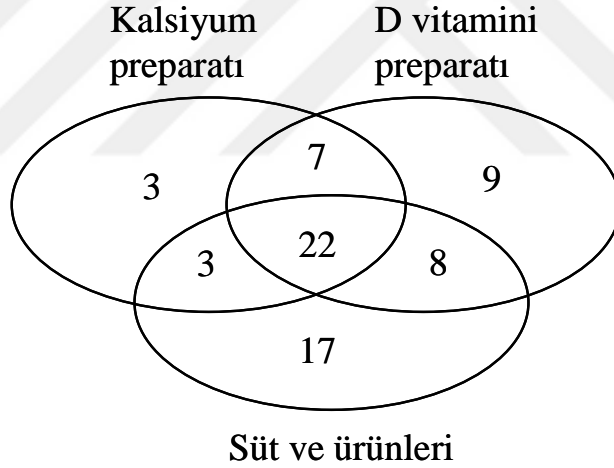 Kalsiyum
preparatı
D vitamini
preparatı
7
3
9
22
3
8
17
Süt ve ürünleri